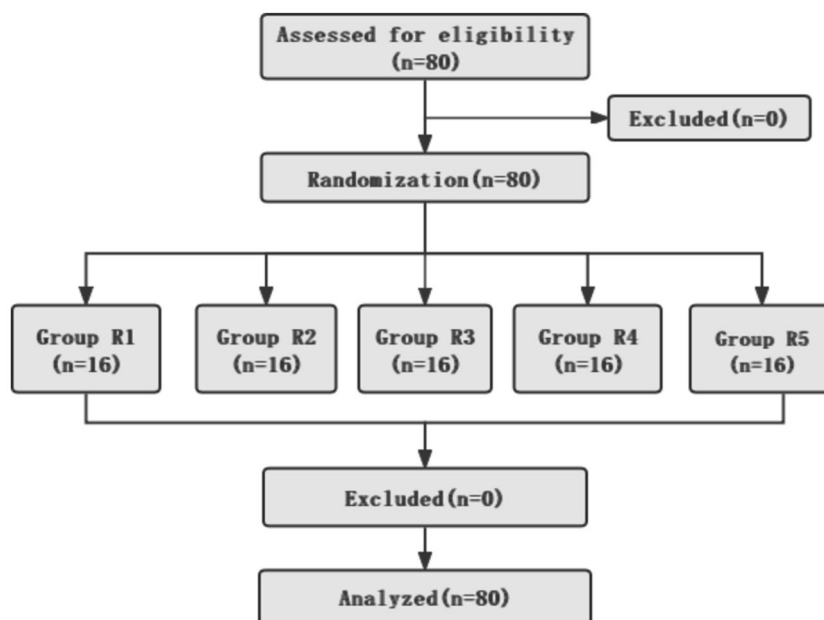 Assessed for eligibility
(n=80)
Excluded(n=0)
Randomization(n=80)
Group R1
(n=16)
Group R2
(n=16)
Group R3
(n=16)
Group R4
(n=16)
Group R5
(n=16)
Excluded(n=0)
Analyzed(n=80)